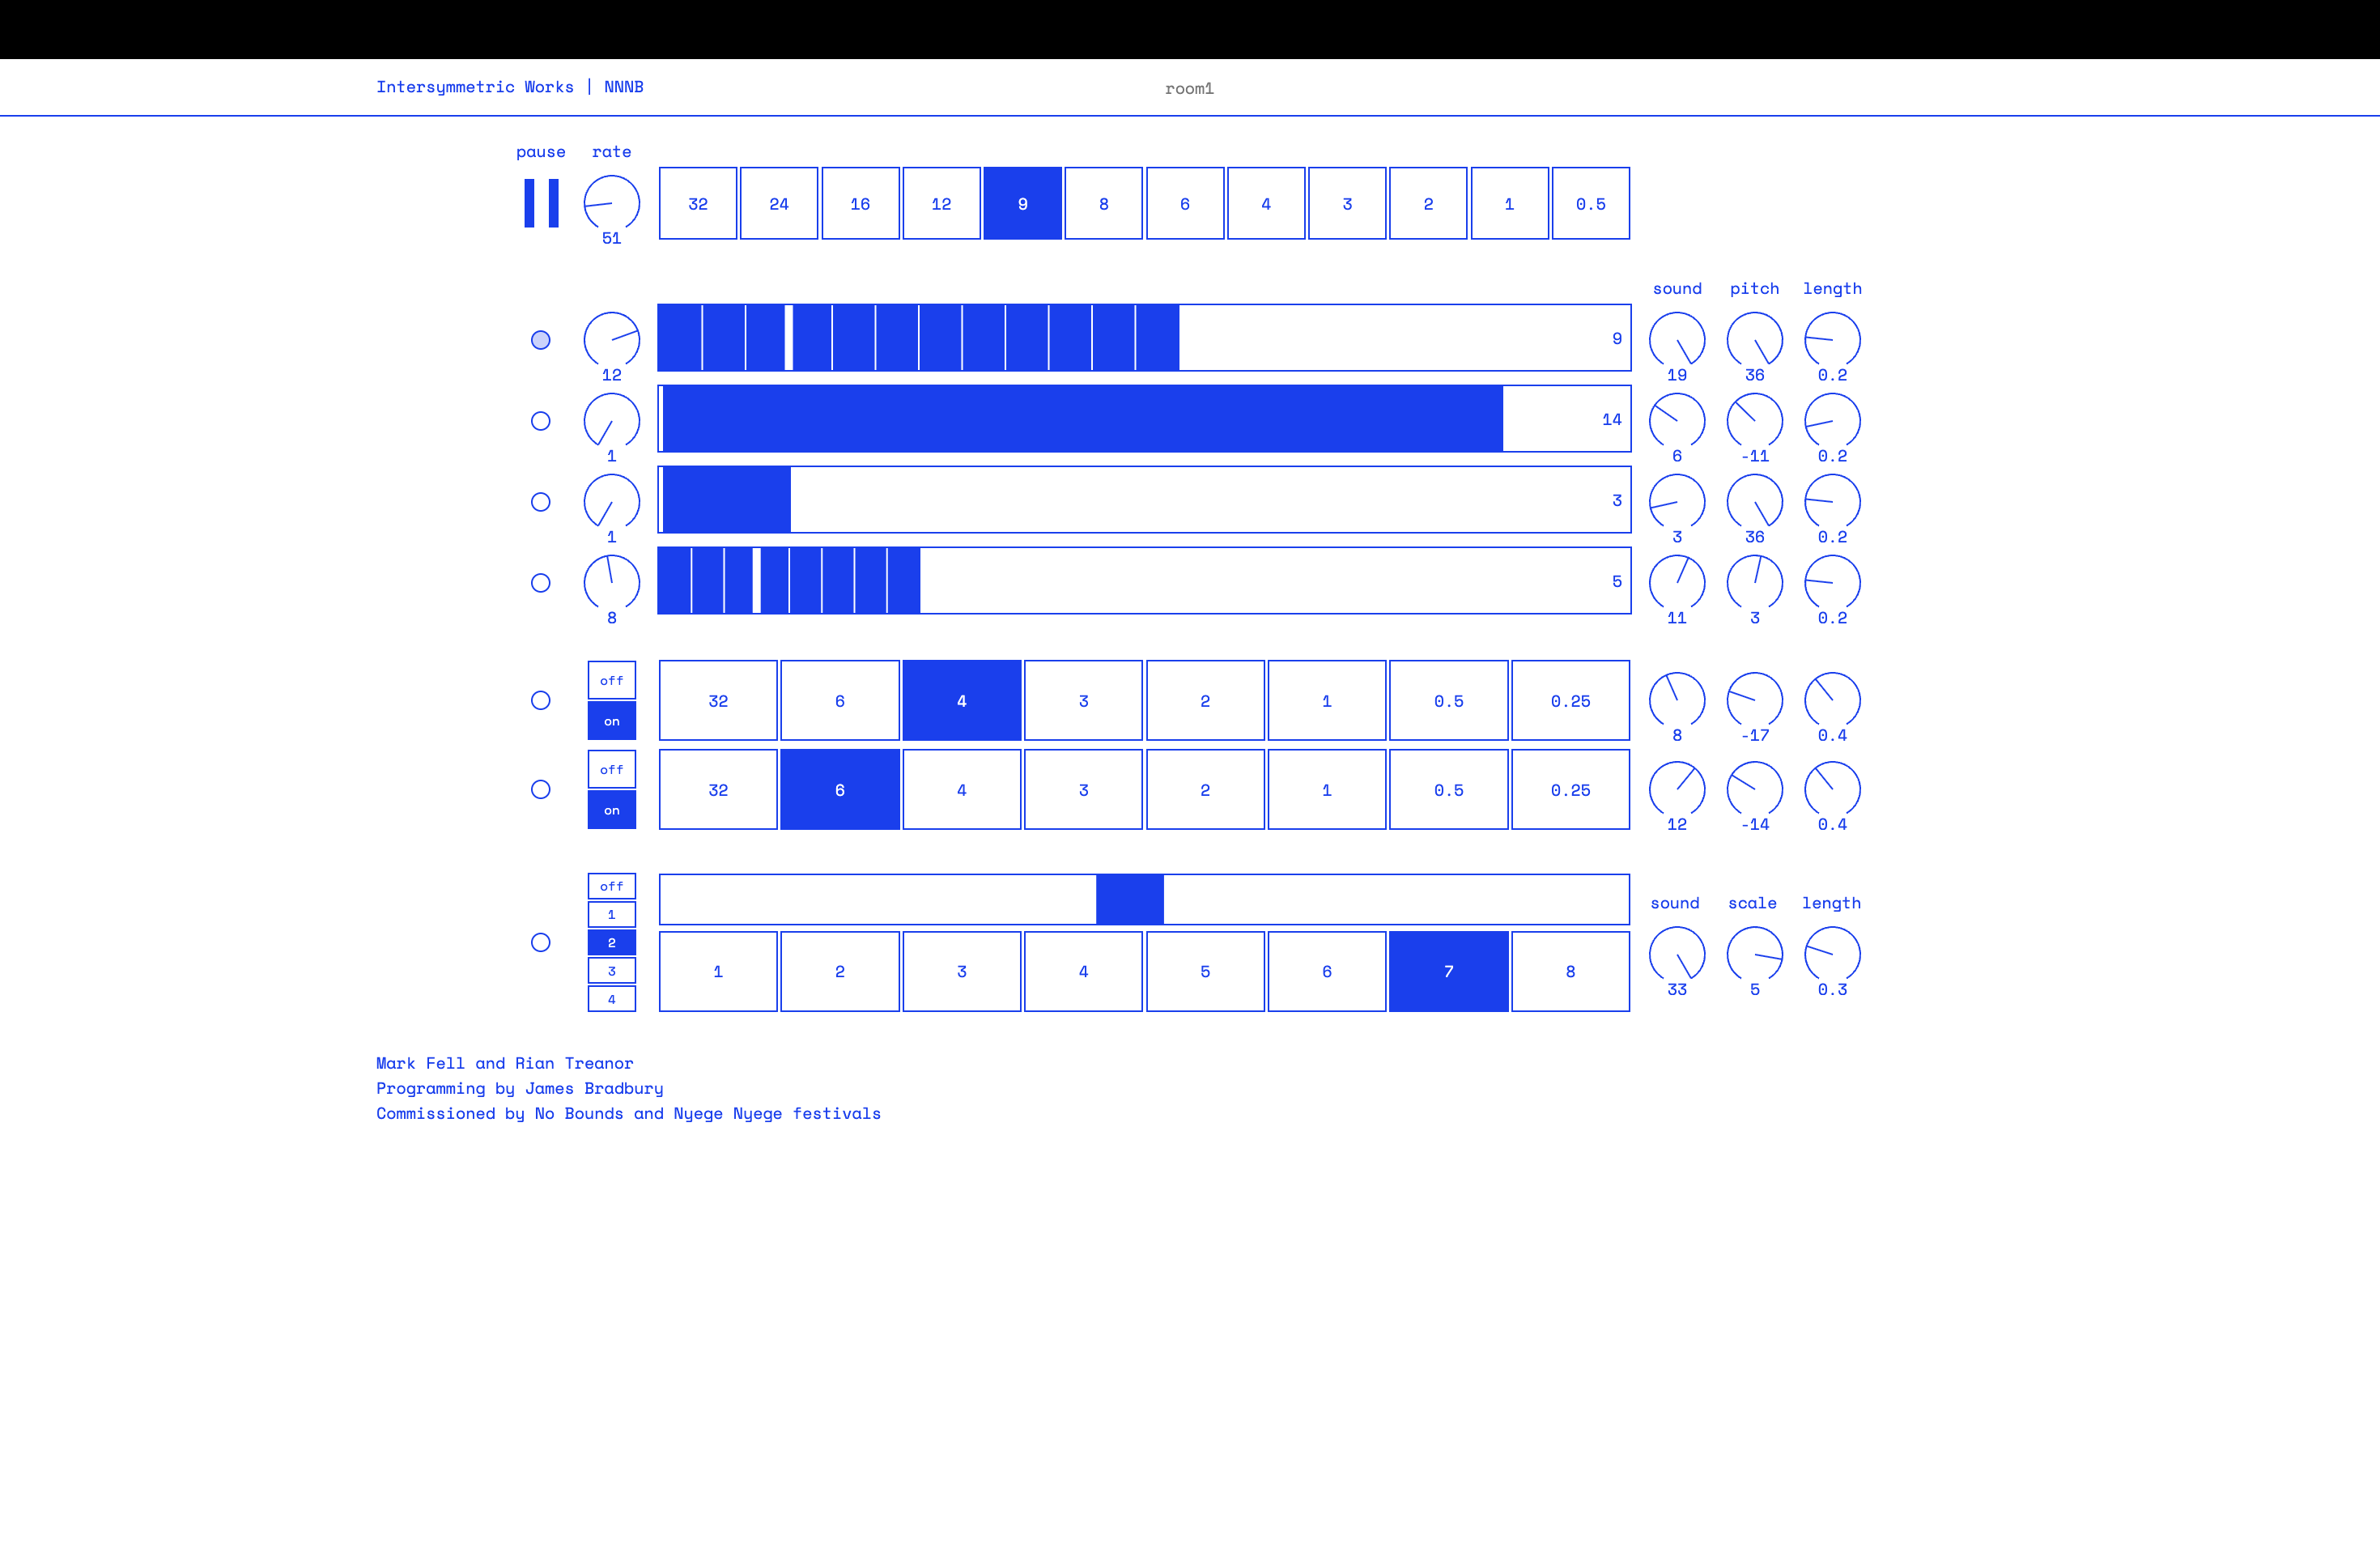 Intersymmetric Works | NNNB
room1
pause rate
32 24 16 12 9 8 6 4 3 2 1 0.5
51
sound pitch length
9
12 19 36 0.2
14
1 6 -11 0.2
3
1 3 36 0.2
5
8 11 3 0.2
off
32 6 4 3 2 1 0.5 0.25
on
8 -17 0.4
off
32 6 4 3 2 1 0.5 0.25
on
12 -14 0.4
off
sound scale length
1
2
3
1 2 3 4 5 6 7 8
4
33 5 0.3
Mark Fell and Rian Treanor
Programming by James Bradbury
Commissioned by No Bounds and Nyege Nyege festivals